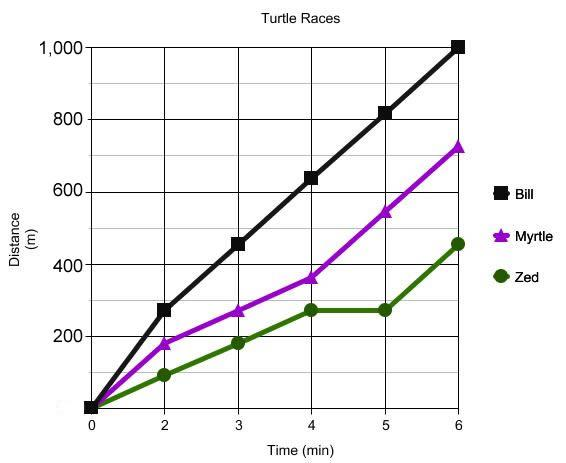 Turtle Races
1,000
800
600
400
200
Distance
(m)
0 2 3 4 5 6
Time (min)
Bill
Myrtle
Zed